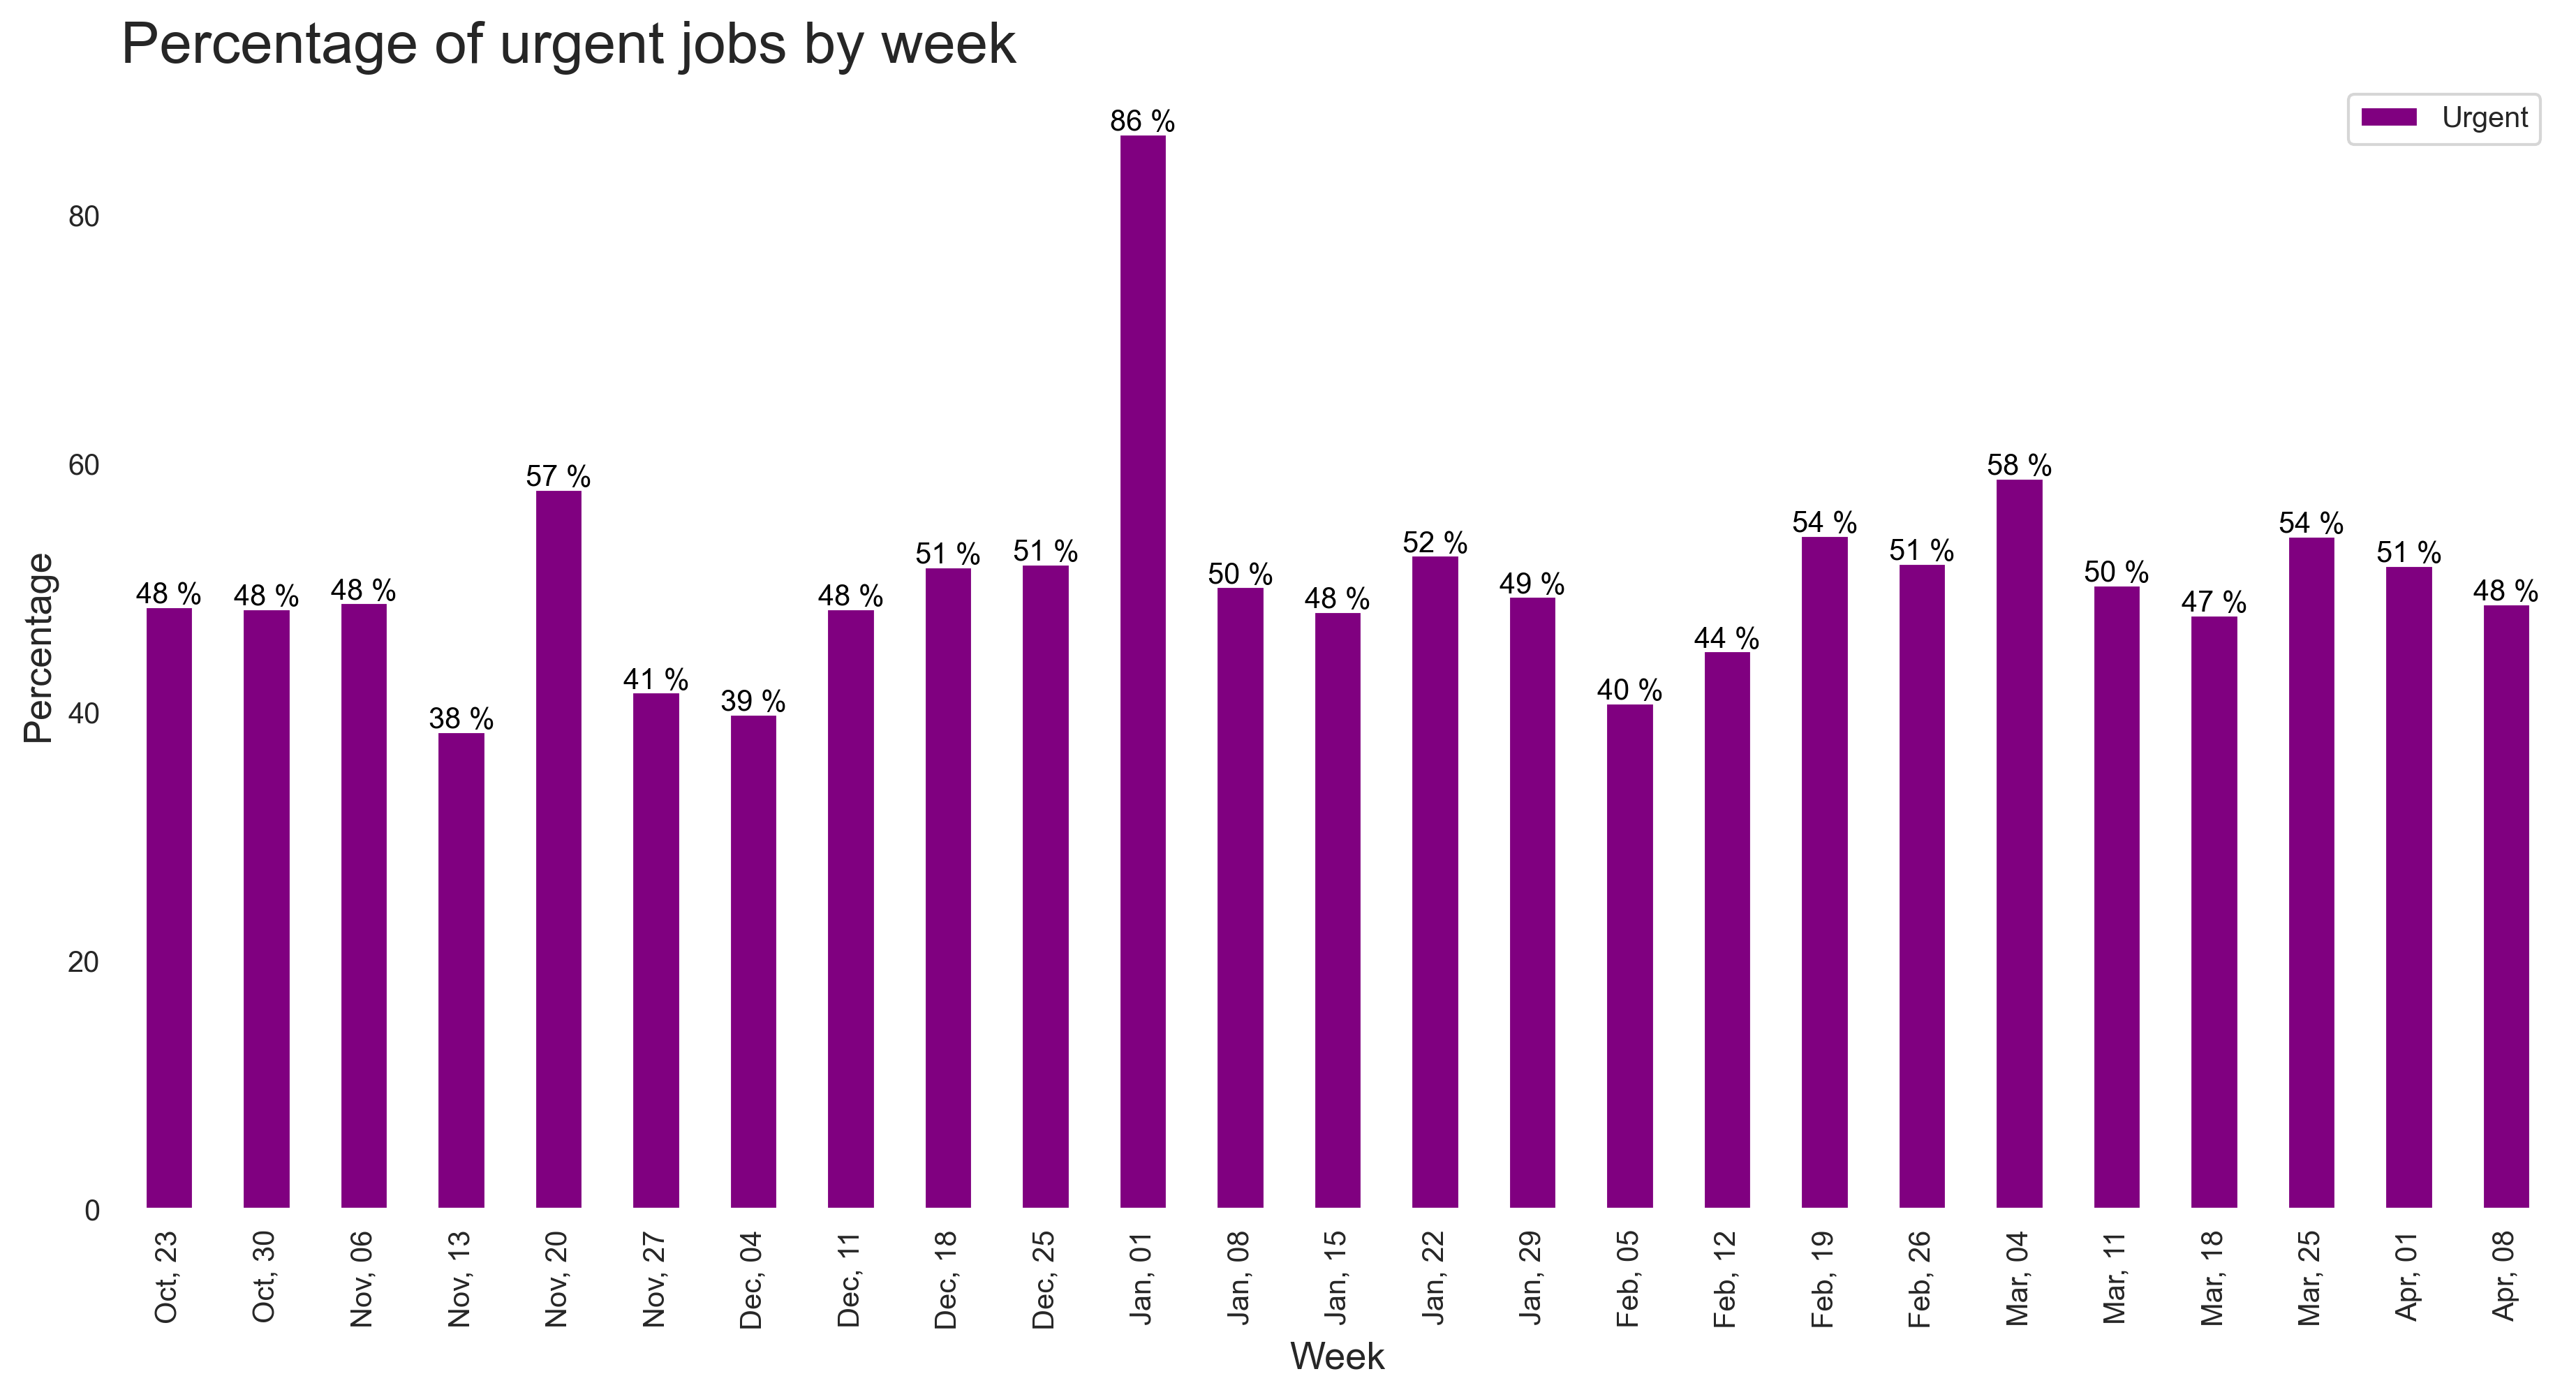 Percentage of urgent jobs by week
Urgent
86 %
80
60
57 %
58 %
54 %
54 %
52 %
51 %
51 %
51 %
51 %
50 %
50 %
49 %
48 %
48 %
48 %
48 %
48 %
48 %
47 %
44 %
41 %
40 %
39 %
38 %
40
20
0
Percentage
Oct, 23
Oct, 30
Nov, 06
Nov, 13
Nov, 20
Nov, 27
Dec, 04
Dec, 11
Dec, 18
Dec, 25
Jan, 01
Jan, 08
Jan, 15
Jan, 22
Jan, 29
Feb, 05
Feb, 12
Feb, 19
Feb, 26
Mar, 04
Mar, 11
Mar, 18
Mar, 25
Apr, 01
Apr, 08
Week